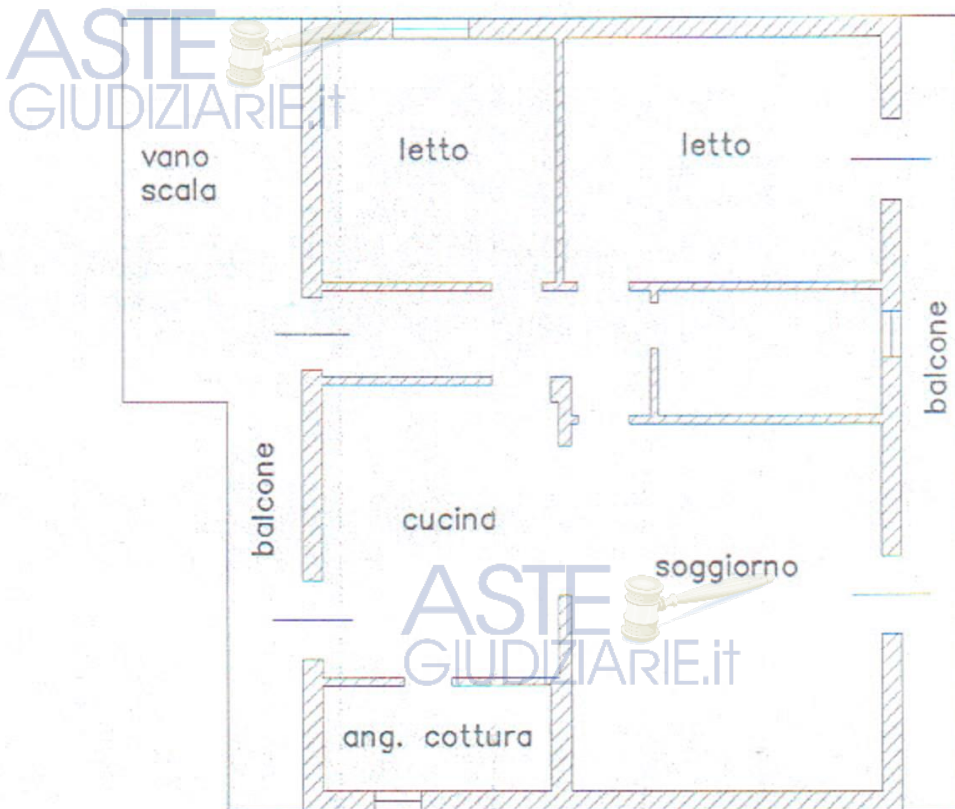 ASTE
GIUDIZIARIE.it
vano
scala
letto
letto
balcone
balcone
cucina
soggiorno
ASTE
GIUDIZIARIE.it
ang. cottura